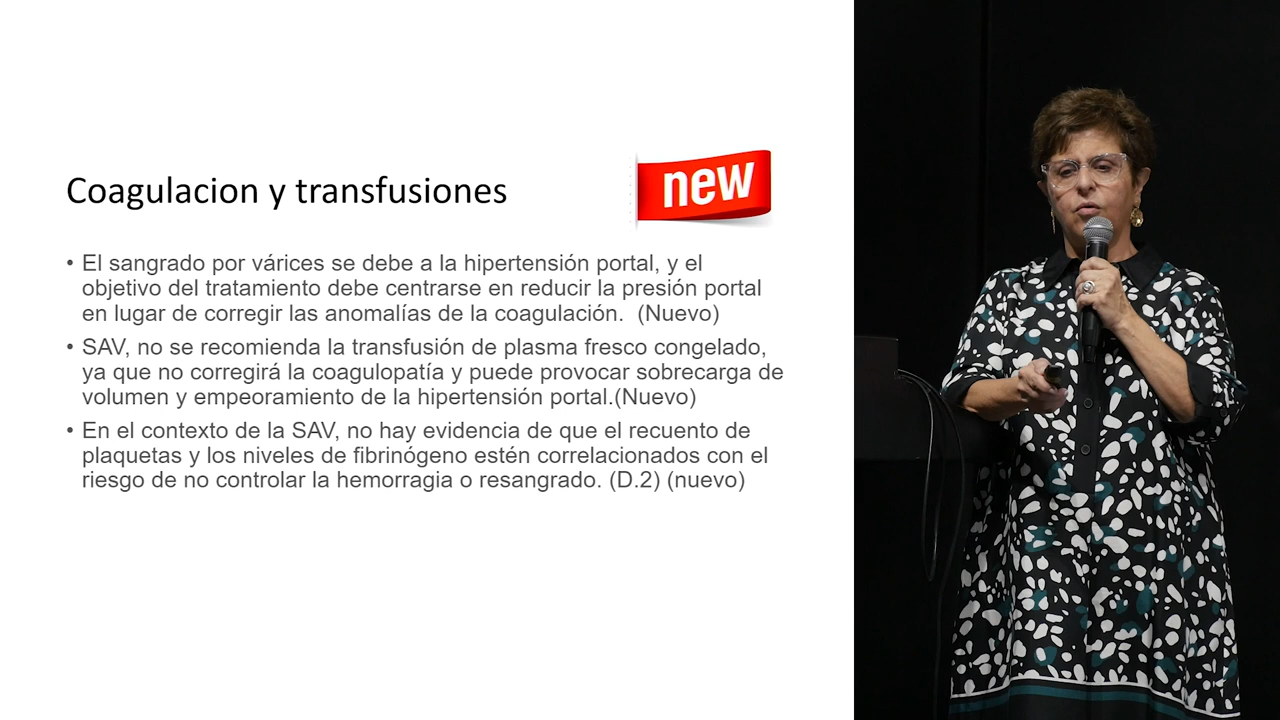 Coagulacion y transfusiones
new
• El sangrado por várices se debe a la hipertensión portal, y el
objetivo del tratamiento debe centrarse en reducir la presión portal
en lugar de corregir las anomalías de la coagulación.  (Nuevo)
• SAV, no se recomienda la transfusión de plasma fresco congelado,
ya que no corregirá la coagulopatía y puede provocar sobrecarga de
volumen y empeoramiento de la hipertensión portal.(Nuevo)
• En el contexto de la SAV, no hay evidencia de que el recuento de
plaquetas y los niveles de fibrinógeno estén correlacionados con el
riesgo de no controlar la hemorragia o resangrado. (D.2) (nuevo)